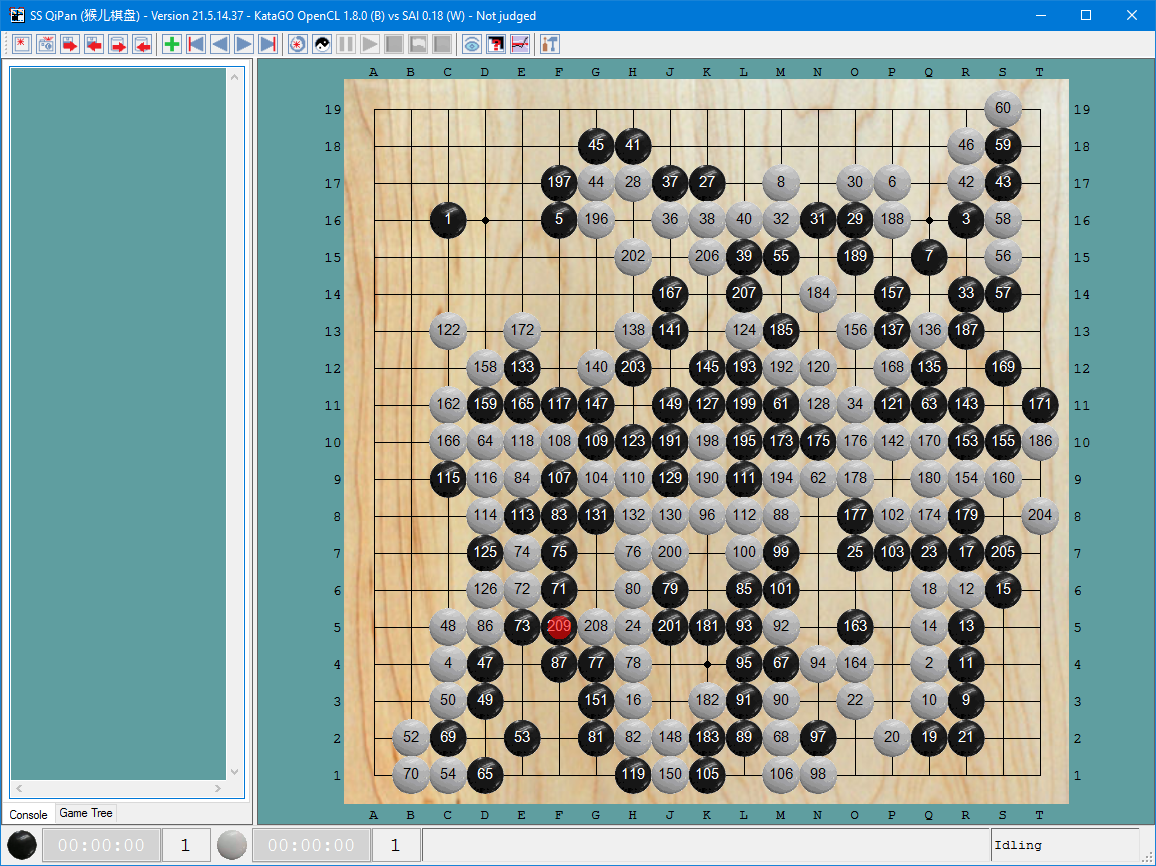 SS QiPan (猴儿棋盘) - Version 21.5.14.37 - KataGO OpenCL 1.8.0 (B) vs SAI 0.18 (W) - Not judged
A B C D E F G H J K L M N O P Q R S T
19 60 19
18 45 41 46 59 18
17 197 44 28 37 27 8 30 6 42 43 17
16 1 5 196 36 38 40 32 31 29 188 3 58 16
15 202 206 39 55 189 7 56 15
14 167 207 184 157 33 57 14
13 122 172 138 141 124 185 156 137 136 187 13
12 158 133 140 203 145 193 192 120 168 135 169 12
11 162 159 165 117 147 149 127 199 61 128 34 121 63 143 171 11
10 166 64 118 108 109 123 191 198 195 173 175 176 142 170 153 155 186 10
9 115 116 84 107 104 110 129 190 111 194 62 178 180 154 160 9
8 114 113 83 131 132 130 96 112 88 177 102 174 179 204 8
7 125 74 75 76 200 100 99 25 103 23 17 205 7
6 126 72 71 80 79 85 101 18 12 15 6
5 48 86 73 209 208 24 201 181 93 92 163 14 13 5
4 4 47 87 77 78 95 67 94 164 2 11 4
3 50 49 151 16 182 91 90 22 10 9 3
2 52 69 53 81 82 148 183 89 68 97 20 19 21 2
1 70 54 65 119 150 105 106 98 1
A B C D E F G H J K L M N O P Q R S T
Console Game Tree
00:00:00 1 00:00:00 1 Idling